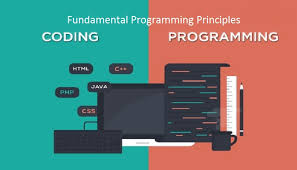 Fundamental Programming Principles
CODING
PROGRAMMING
HTML
C++
PHP
JAVA
CSS